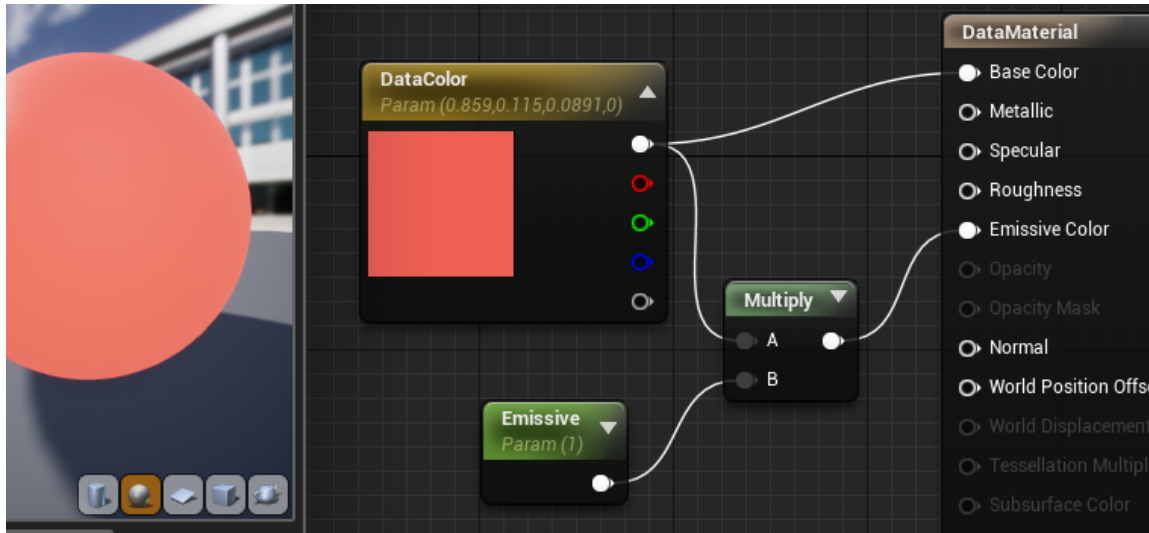 DataColor
Param (0.859,0.115,0.0891,0)
Multiply
A
B
Emissive
Param (1)
DataMaterial
Base Color
Metallic
Specular
Roughness
Emissive Color
Opacity
Opacity Mask
Normal
World Position Offse
World Displacement
Tessellation Multipl
Subsurface Color